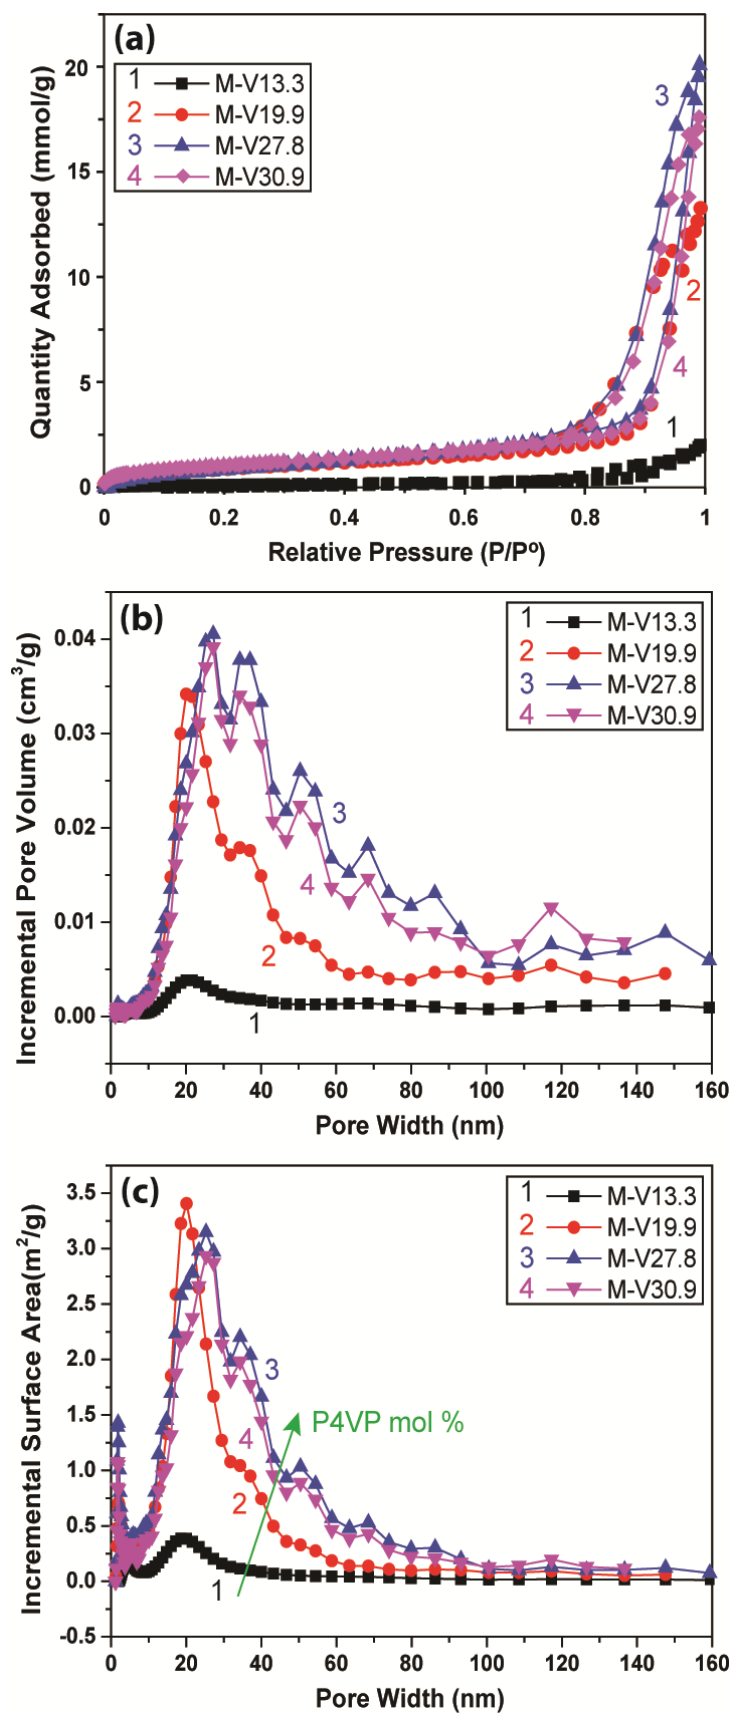 (a)
1 M-V13.3
2 M-V19.9
3 M-V27.8
4 M-V30.9
20
15
10
5
0
Quantity Adsorbed (mmol/g)
3
2
4
1
0 0.2 0.4 0.6 0.8 1
Relative Pressure (P/Pº)
(b)
1 M-V13.3
2 M-V19.9
3 M-V27.8
4 M-V30.9
0.04
0.03
0.02
0.01
0.00
Incremental Pore Volume (cm³/g)
3
4
2
1
0 20 40 60 80 100 120 140 160
Pore Width (nm)
(c)
1 M-V13.3
2 M-V19.9
3 M-V27.8
4 M-V30.9
3.5
3.0
2.5
2.0
1.5
1.0
0.5
0.0
-0.5
Incremental Surface Area(m²/g)
3
P4VP mol %
4
2
1
0 20 40 60 80 100 120 140 160
Pore Width (nm)